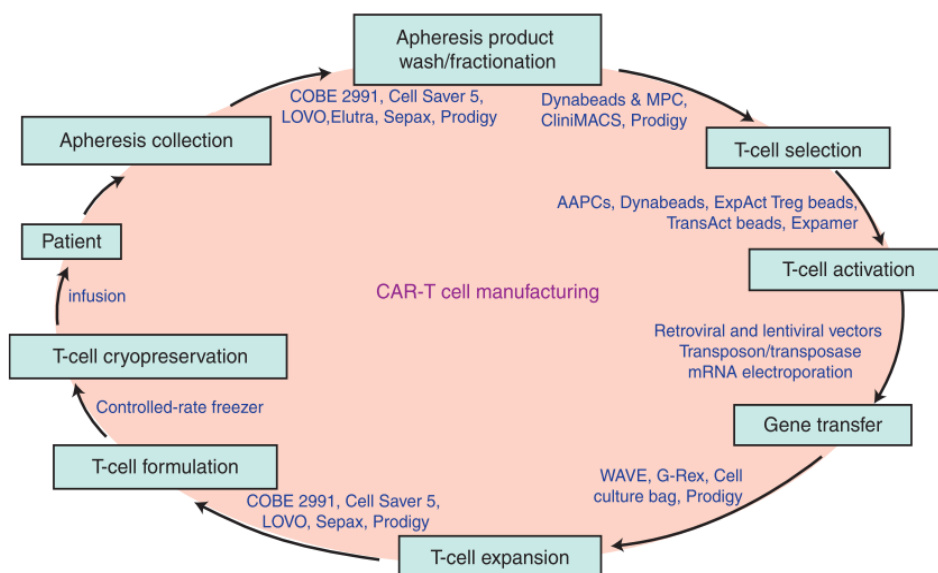 Apheresis product
wash/fractionation
COBE 2991, Cell Saver 5,
LOVO,Elutra, Sepax, Prodigy
Dynabeads & MPC,
CliniMACS, Prodigy
Apheresis collection
T-cell selection
AAPCs, Dynabeads, ExpAct Treg beads,
TransAct beads, Expamer
Patient
T-cell activation
CAR-T cell manufacturing
infusion
Retroviral and lentiviral vectors
Transposon/transposase
mRNA electroporation
T-cell cryopreservation
Controlled-rate freezer
Gene transfer
T-cell formulation
WAVE, G-Rex, Cell
culture bag, Prodigy
COBE 2991, Cell Saver 5,
LOVO, Sepax, Prodigy
T-cell expansion